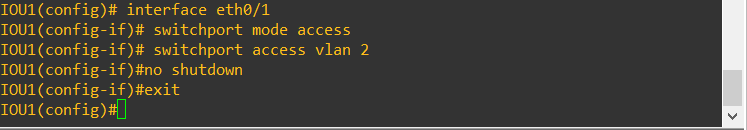 IOU1(config)# interface eth0/1
IOU1(config-if)# switchport mode access
IOU1(config-if)# switchport access vlan 2
IOU1(config-if)#no shutdown
IOU1(config-if)#exit
IOU1(config)#